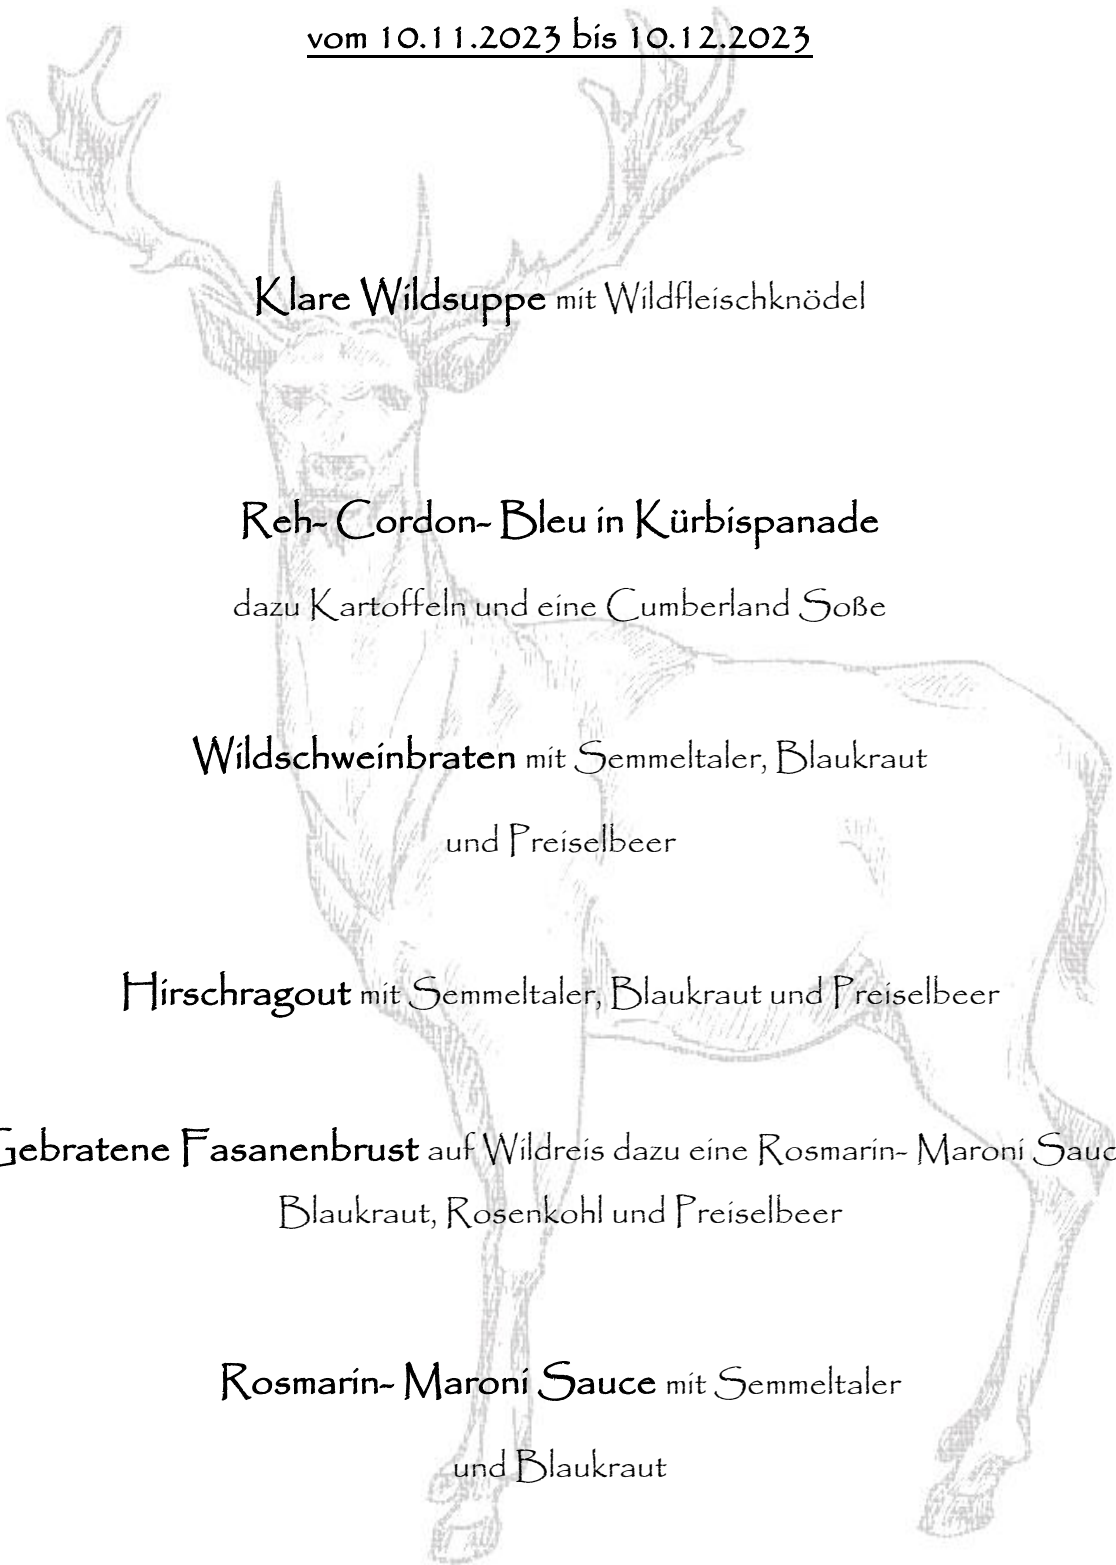 vom 10.11.2023 bis 10.12.2023
Klare Wildsuppe mit Wildfleischknödel
Reh- Cordon- Bleu in Kürbispanade
dazu Kartoffeln und eine Cumberland Soße
Wildschweinbraten mit Semmeltaler, Blaukraut
und Preiselbeer
Hirschragout mit Semmeltaler, Blaukraut und Preiselbeer
Gebratene Fasanenbrust auf Wildreis dazu eine Rosmarin- Maroni Sauc
Blaukraut, Rosenkohl und Preiselbeer
Rosmarin- Maroni Sauce mit Semmeltaler
und Blaukraut